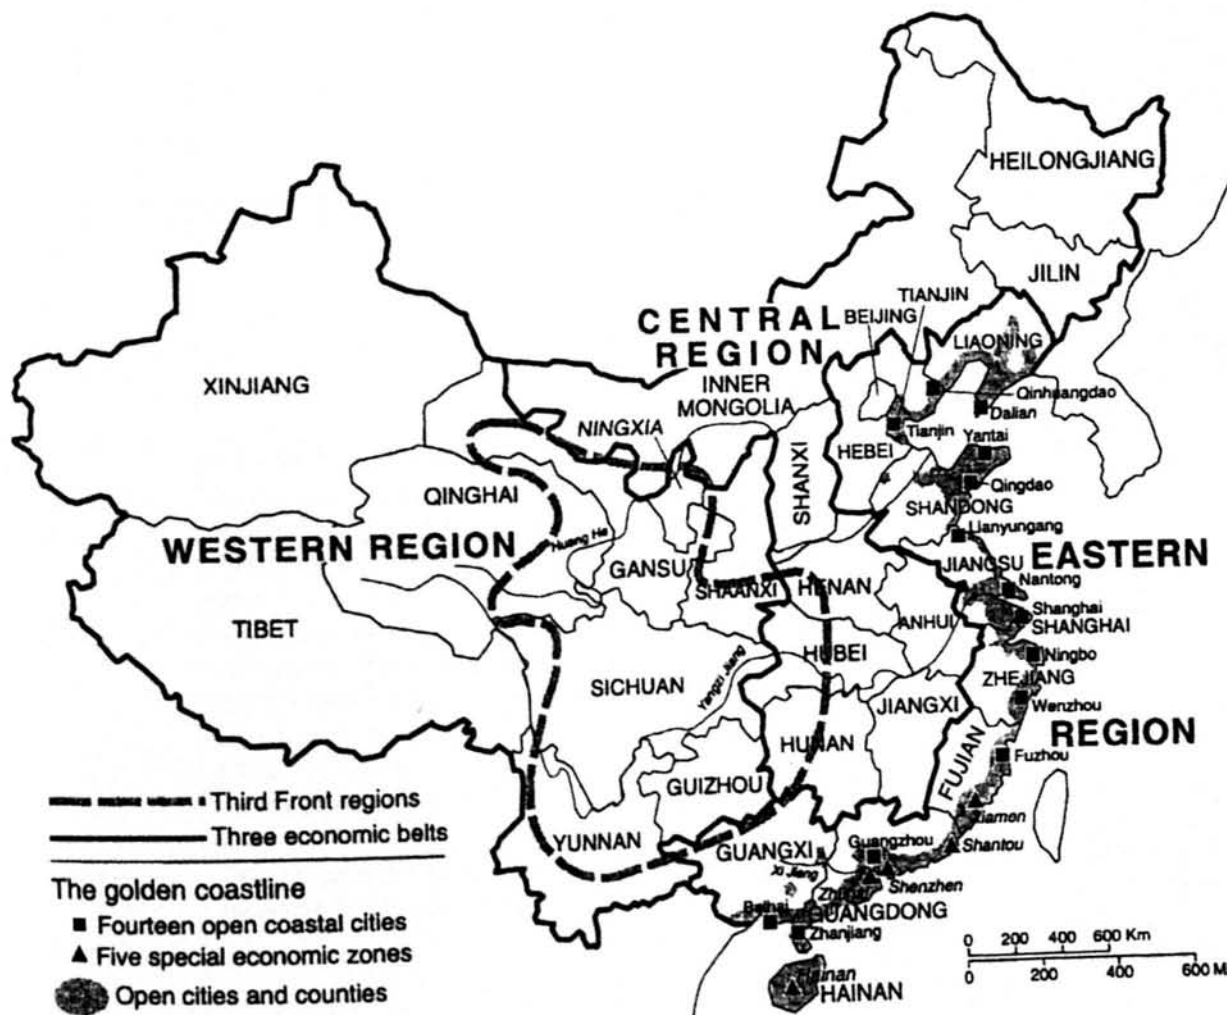 HEILONGJIANG
JILIN
TIANJIN
BEIJING
LIAONING
CENTRAL
REGION
INNER
MONGOLIA
XINJIANG
NINGXIA
Qinhuangdao
Dalian
Tianjin
Yantai
HEBEI
SHANXI
QINGHAI
Qingdao
SHANDONG
Lianyungang
WESTERN REGION
Huang He
GANSU
SHAANXI
HENAN
JIANGSU
EASTERN
REGION
Nantong
Shanghai
SHANGHAI
ANHUI
TIBET
HUBEI
Ningbo
ZHEJIANG
Wenzhou
SICHUAN
Yangzi Jiang
JIANGXI
HUNAN
FUJIAN
Fuzhou
GUIZHOU
Xiamen
YUNNAN
GUANGXI
Guangzhou
Shantou
Xi Jiang
Shenzhen
Zhuhai
Beihai
GUANGDONG
Zhanjiang
Hainan
HAINAN
Third Front regions
Three economic belts
The golden coastline
Fourteen open coastal cities
Five special economic zones
Open cities and counties
0 200 400 600 Km
0 200 400 600 M